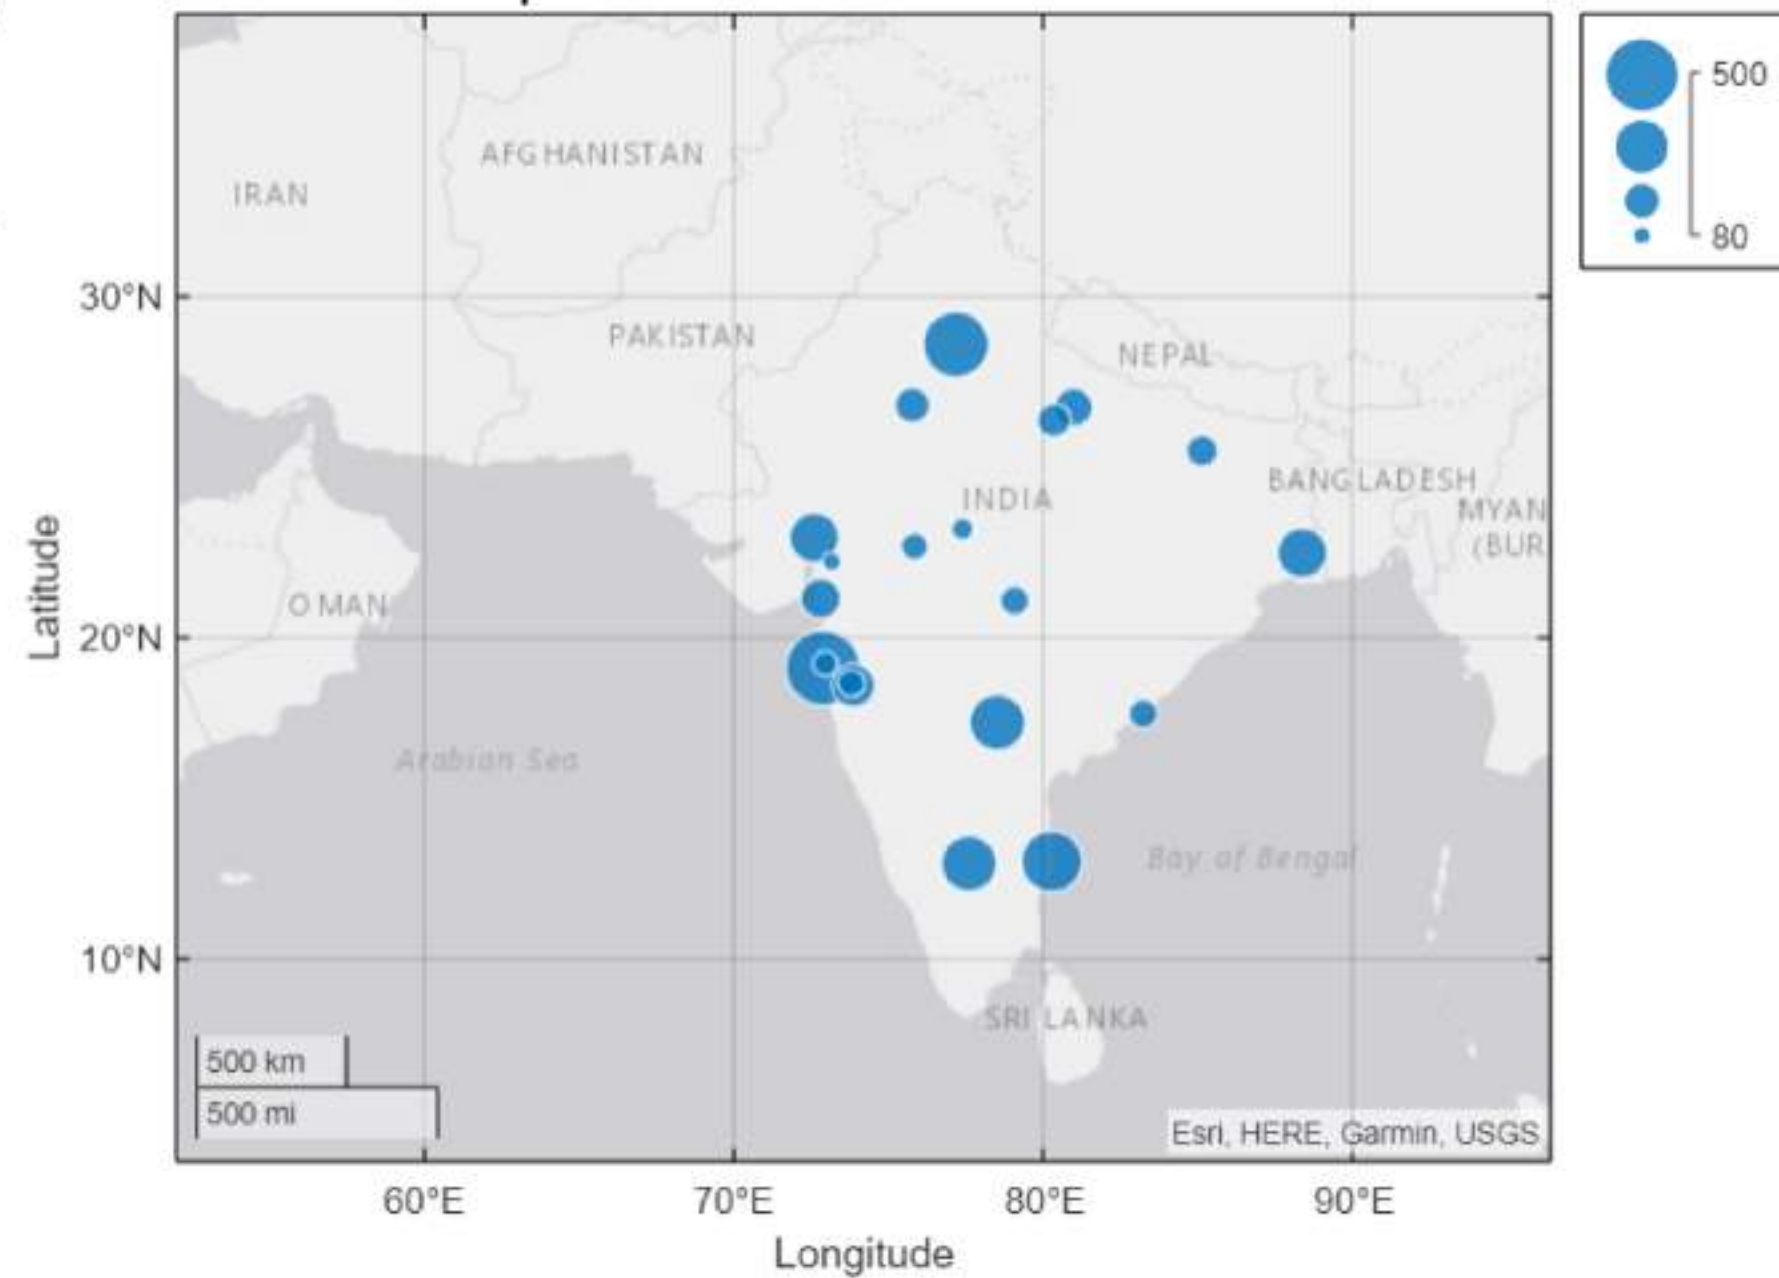 500
80
AFGHANISTAN
IRAN
30°N
PAKISTAN
NEPAL
BANGLADESH
INDIA
MYAN
(BUR
OMAN
Latitude
20°N
Arabian Sea
Bay of Bengal
10°N
SRI LANKA
500 km
500 mi
Esri, HERE, Garmin, USGS
60°E 70°E 80°E 90°E
Longitude